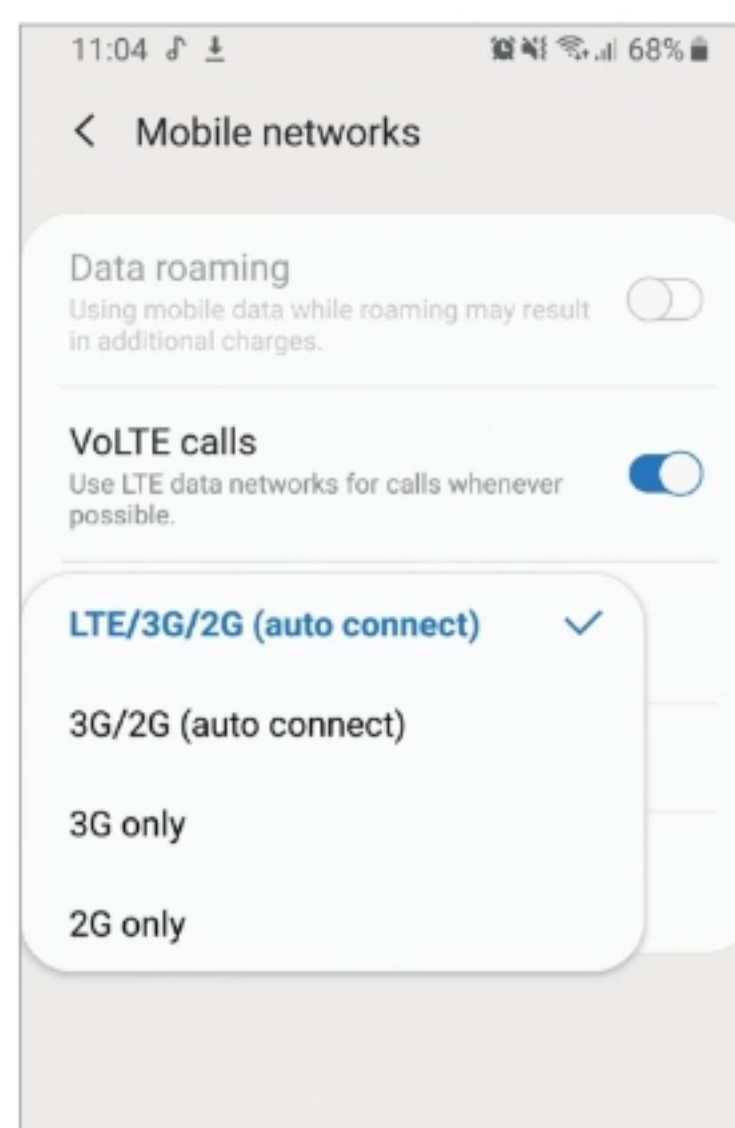 11:04 68%
Mobile networks
Data roaming
Using mobile data while roaming may result
in additional charges.
VoLTE calls
Use LTE data networks for calls whenever
possible.
LTE/3G/2G (auto connect)
3G/2G (auto connect)
3G only
2G only